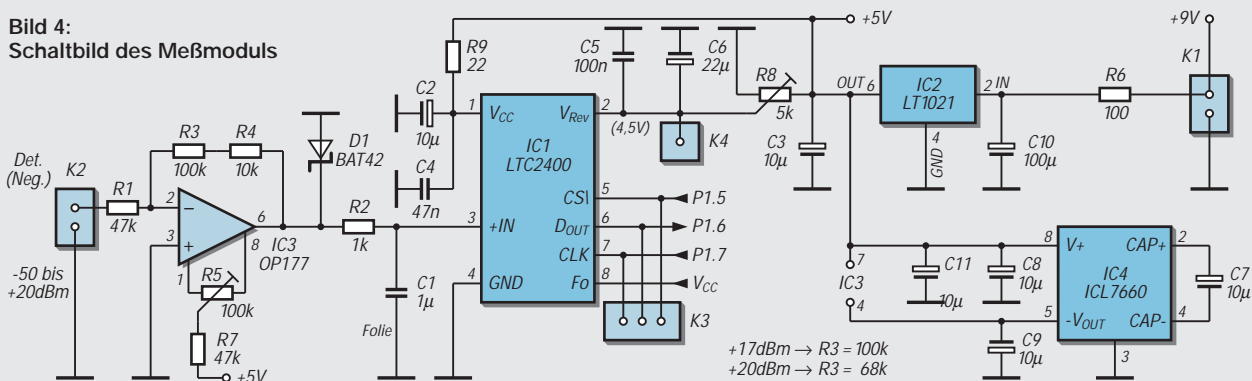 Bild 4:
Schaltbild des Meßmoduls
+5V
+9V
R9
22
C5
100n
C6
22µ
R8
5k
C2
10µ
C4
47n
1
VCC
VRev
2
(4,5V)
K4
IC1
LTC2400
OUT 6
IC2
LT1021
2 IN
4
GND
R6
100
K1
C3
10µ
C10
100µ
D1
BAT42
R3
100k
R4
10k
Det.
(Neg.)
K2
R1
47k
2
3
6
8
1
IC3
OP177
R2
1k
3
+IN
CS\
5
P1.5
DOUT
6
P1.6
CLK
7
P1.7
4
GND
Fo
8
VCC
K3
-50 bis
+20dBm
R5
100k
R7
47k
+5V
C1
1µ
Folie
7
IC3
4
C11
10µ
C8
10µ
C9
10µ
8
V+
CAP+
2
IC4
ICL7660
C7
10µ
5
-VOUT
CAP-
4
3
+17dBm → R3 = 100k
+20dBm → R3 = 68k